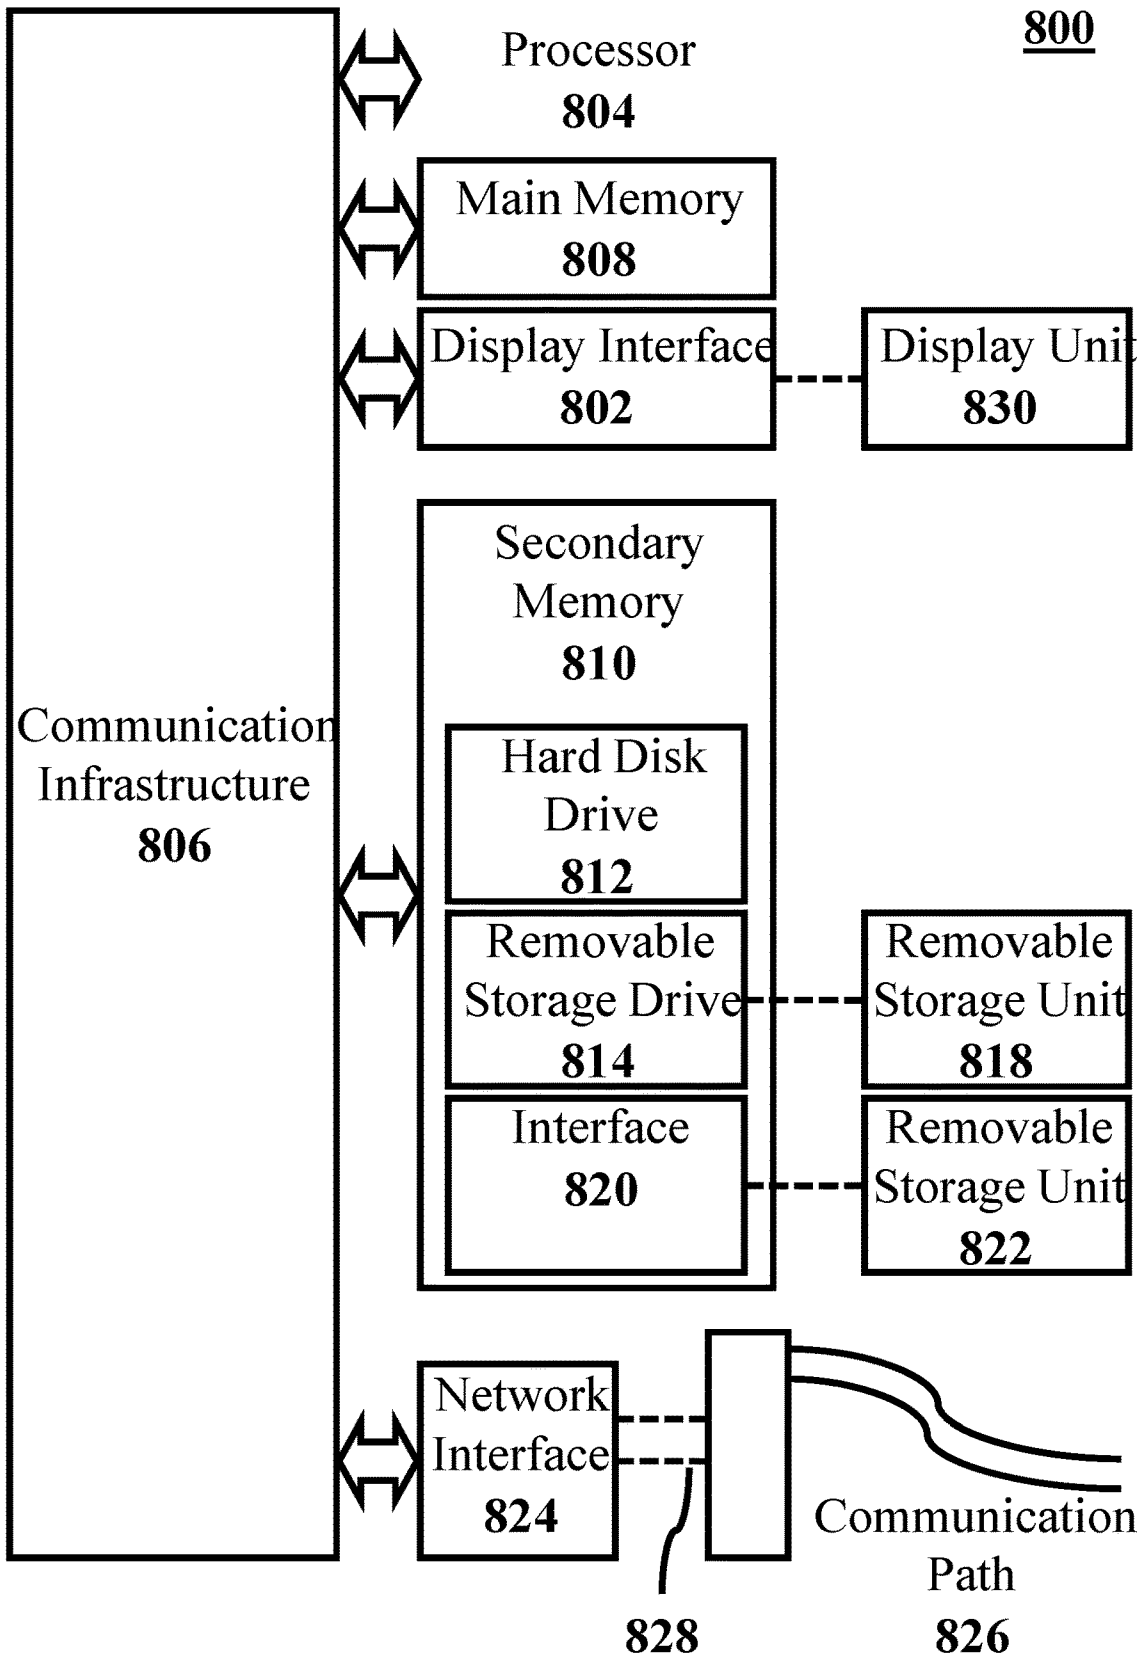 800
Processor
804
Main Memory
808
Display Interface
802
Display Unit
830
Secondary
Memory
810
Communication
Infrastructure
806
Hard Disk
Drive
812
Removable
Storage Drive
814
Removable
Storage Unit
818
Interface
820
Removable
Storage Unit
822
Network
Interface
824
828
Communication
Path
826